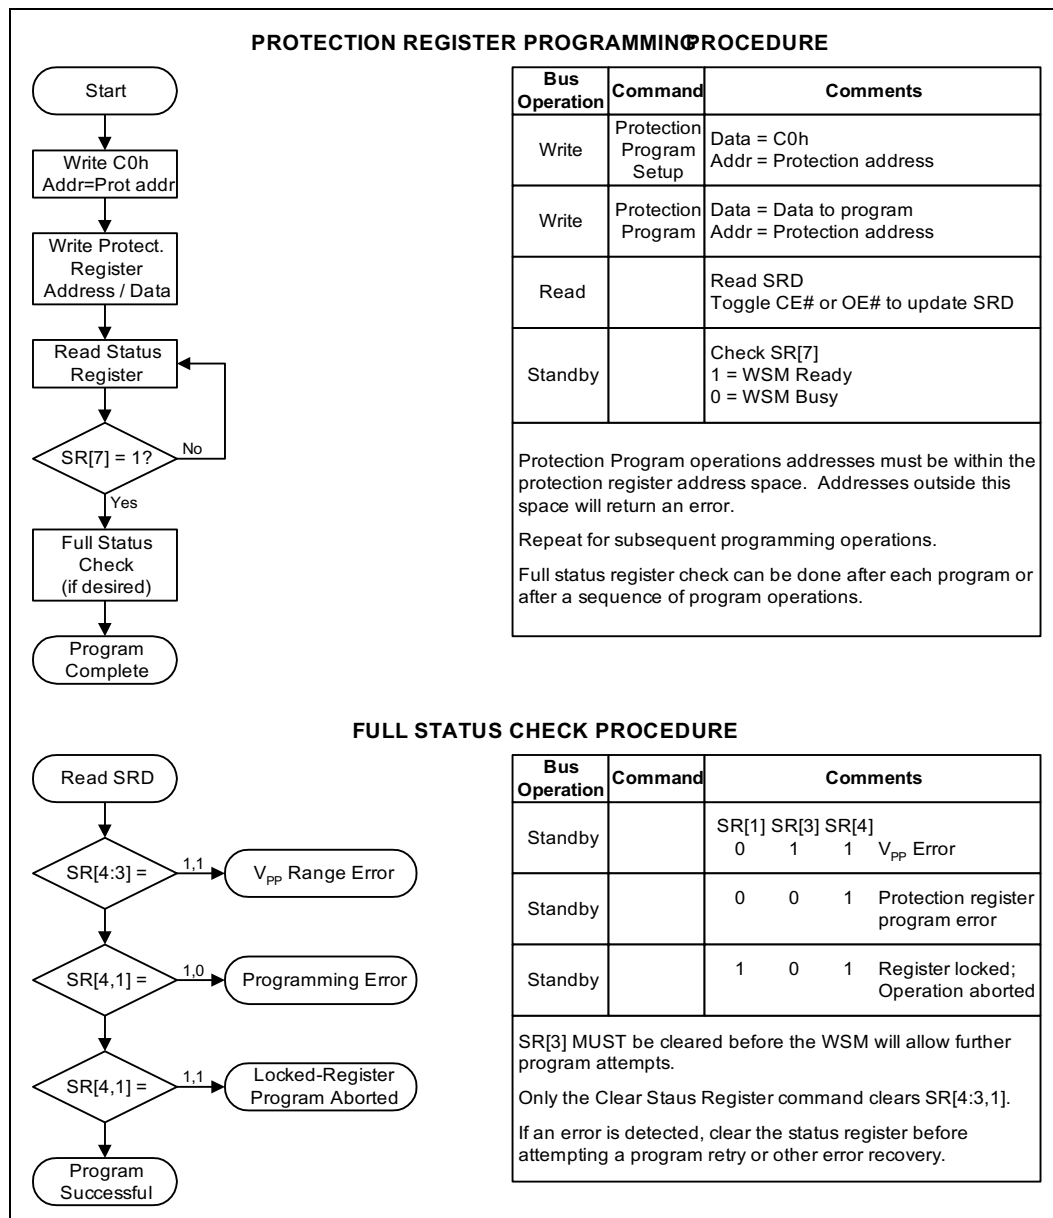 PROTECTION REGISTER PROGRAMMING PROCEDURE
Start
Write C0h
Addr=Prot addr
Write Protect.
Register
Address / Data
Read Status
Register
SR[7] = 1?
No
Yes
Full Status
Check
(if desired)
Program
Complete
Bus
Operation
Command
Comments
Write
Protection
Program
Setup
Data = C0h
Addr = Protection address
Write
Protection
Program
Data = Data to program
Addr = Protection address
Read
Read SRD
Toggle CE# or OE# to update SRD
Standby
Check SR[7]
1 = WSM Ready
0 = WSM Busy
Protection Program operations addresses must be within the
protection register address space. Addresses outside this
space will return an error.
Repeat for subsequent programming operations.
Full status register check can be done after each program or
after a sequence of program operations.
FULL STATUS CHECK PROCEDURE
Read SRD
SR[4:3] =
1,1
VPP Range Error
SR[4,1] =
1,0
Programming Error
SR[4,1] =
1,1
Locked-Register
Program Aborted
Program
Successful
Bus
Operation
Command
Comments
Standby
SR[1] SR[3] SR[4]
0 1 1 VPP Error
Standby
0 0 1 Protection register
program error
Standby
1 0 1 Register locked;
Operation aborted
SR[3] MUST be cleared before the WSM will allow further
program attempts.
Only the Clear Staus Register command clears SR[4:3,1].
If an error is detected, clear the status register before
attempting a program retry or other error recovery.